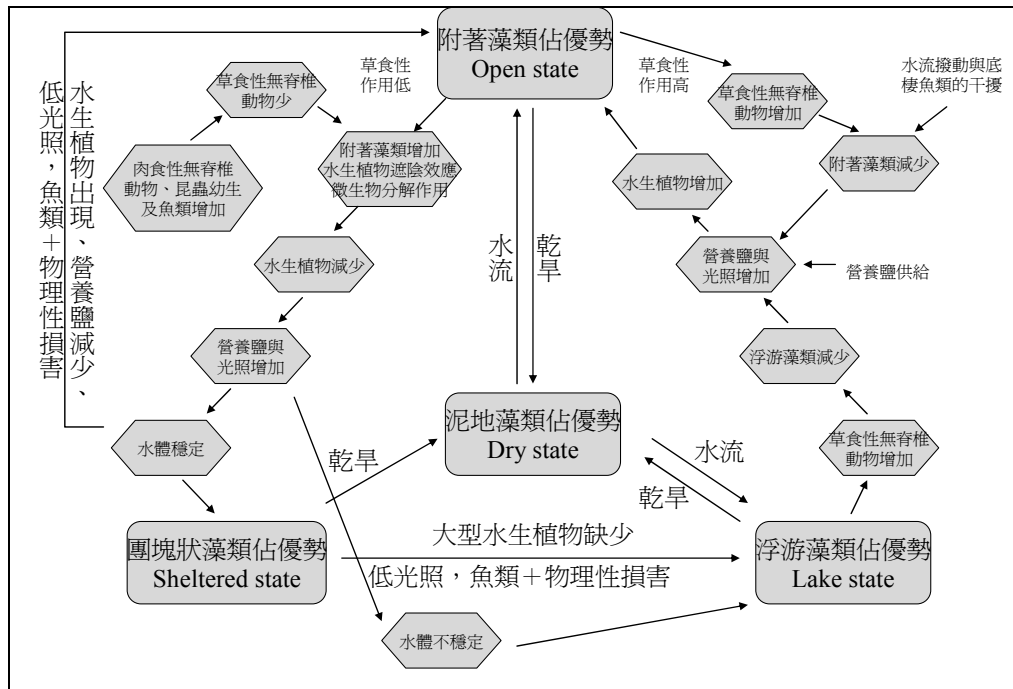 附著藻類佔優勢
Open state
草食性
作用低
草食性
作用高
草食性無脊椎
動物少
草食性無脊椎
動物增加
水流撥動與底
棲魚類的干擾
水生植物出現、營養鹽減少、
低光照，魚類＋物理性損害
肉食性無脊椎
動物、昆蟲幼生
及魚類增加
附著藻類增加
水生植物遮陰效應
微生物分解作用
水生植物增加
附著藻類減少
水生植物減少
水流
乾旱
營養鹽與
光照增加
營養鹽供給
營養鹽與
光照增加
浮游藻類減少
水體穩定
乾旱
泥地藻類佔優勢
Dry state
水流
乾旱
草食性無脊椎
動物增加
團塊狀藻類佔優勢
Sheltered state
大型水生植物缺少
低光照，魚類＋物理性損害
浮游藻類佔優勢
Lake state
水體不穩定